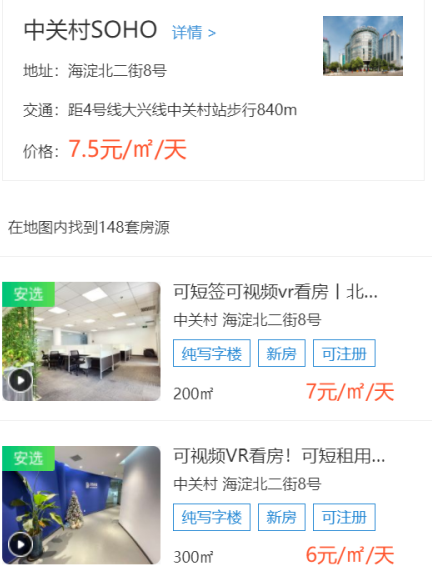 中关村SOHO 详情 >
地址：海淀北二街8号
交通：距4号线大兴线中关村站步行840m
价格：7.5元/㎡/天
在地图内找到148套房源
安选
可短签可视频vr看房丨北...
中关村 海淀北二街8号
纯写字楼 新房 可注册
200㎡ 7元/㎡/天
安选
可视频VR看房！可短租用...
中关村 海淀北二街8号
纯写字楼 新房 可注册
300㎡ 6元/㎡/天